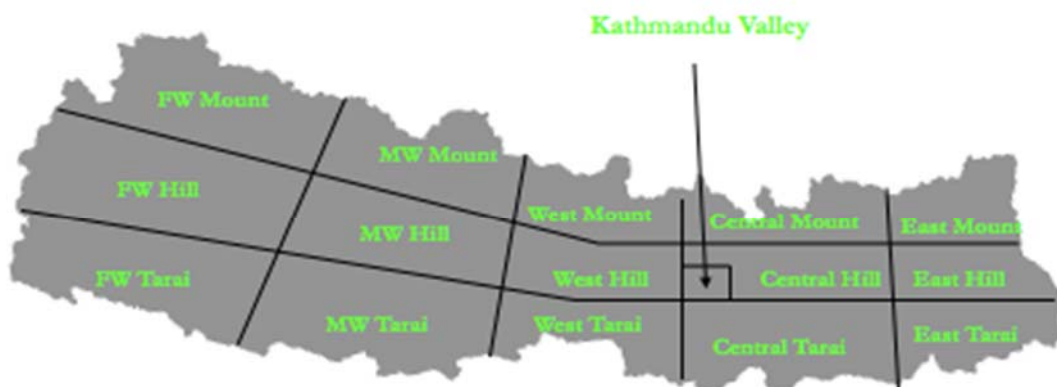 Kathmandu Valley
FW Mount
MW Mount
West Mount
Central Mount
East Mount
FW Hill
MW Hill
West Hill
Central Hill
East Hill
FW Tarai
MW Tarai
West Tarai
Central Tarai
East Tarai